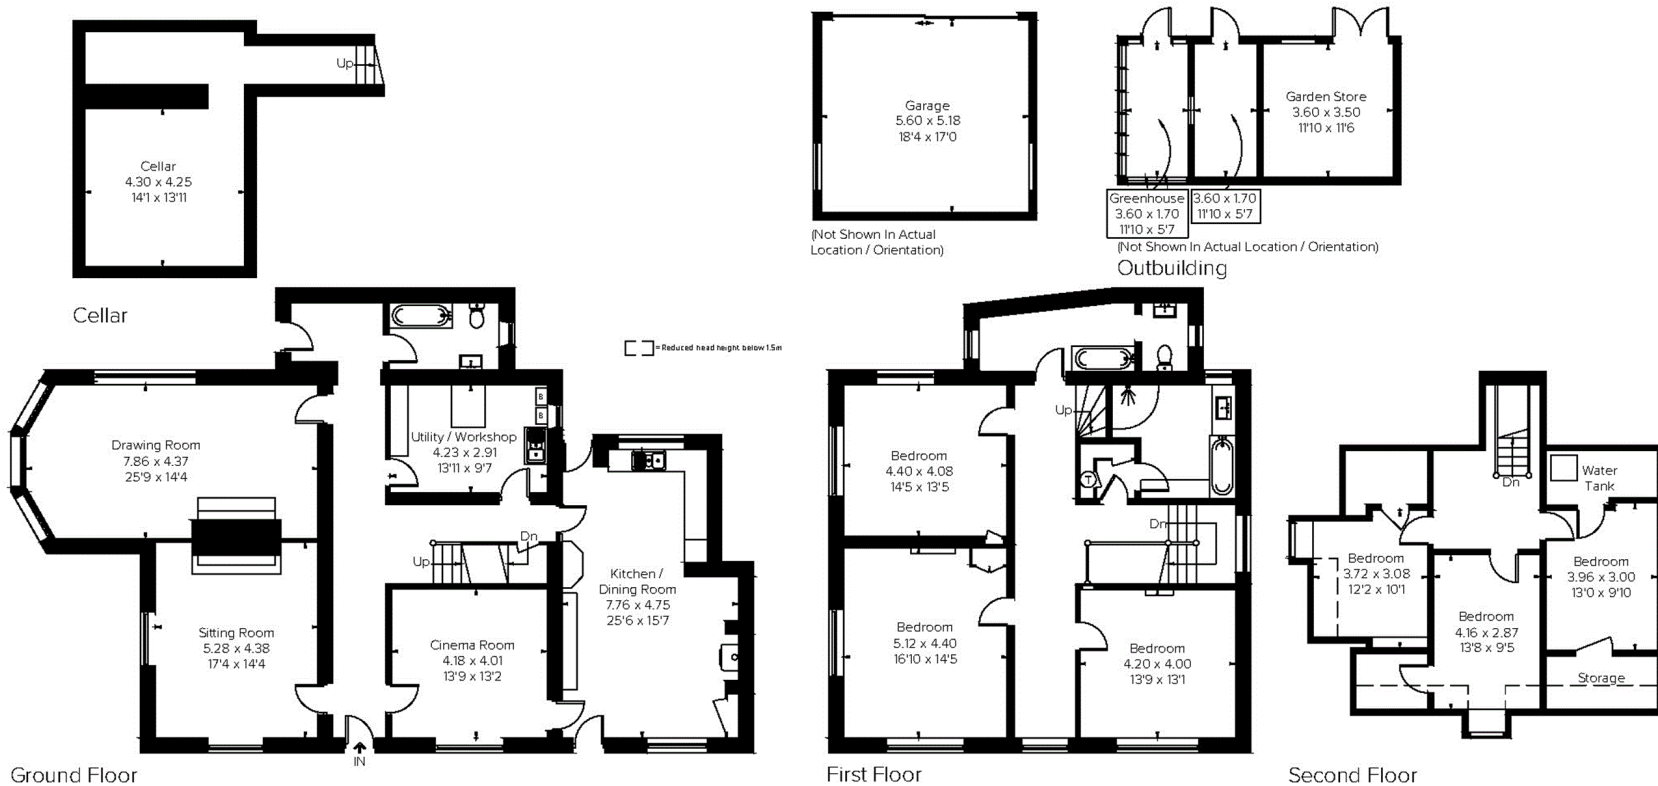 Up
Cellar
4.30 x 4.25
14'1 x 13'11
Cellar
Garage
5.60 x 5.18
18'4 x 17'0
(Not Shown In Actual
Location / Orientation)
Garden Store
3.60 x 3.50
11'10 x 11'6
Greenhouse
3.60 x 1.70
11'10 x 5'7
3.60 x 1.70
11'10 x 5'7
(Not Shown In Actual Location / Orientation)
Outbuilding
= Reduced head height below 1.5m
Drawing Room
7.86 x 4.37
25'9 x 14'4
B
B
Utility / Workshop
4.23 x 2.91
13'11 x 9'7
Dn
Up
Kitchen /
Dining Room
7.76 x 4.75
25'6 x 15'7
Sitting Room
5.28 x 4.38
17'4 x 14'4
Cinema Room
4.18 x 4.01
13'9 x 13'2
IN
Ground Floor
Up
Bedroom
4.40 x 4.08
14'5 x 13'5
T
Dn
Bedroom
5.12 x 4.40
16'10 x 14'5
Bedroom
4.20 x 4.00
13'9 x 13'1
First Floor
Water
Tank
Dn
Bedroom
3.72 x 3.08
12'2 x 10'1
Bedroom
3.96 x 3.00
13'0 x 9'10
Bedroom
4.16 x 2.87
13'8 x 9'5
Storage
Second Floor